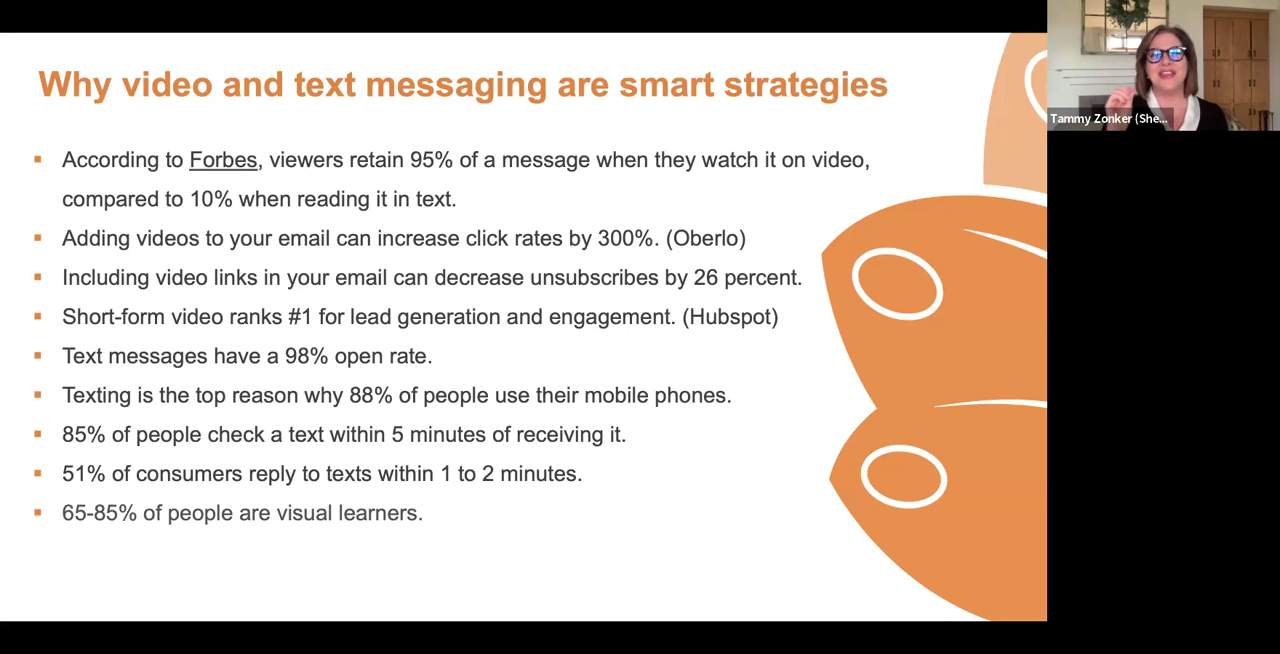 Why video and text messaging are smart strategies
According to Forbes, viewers retain 95% of a message when they watch it on video,
compared to 10% when reading it in text.
Adding videos to your email can increase click rates by 300%. (Oberlo)
Including video links in your email can decrease unsubscribes by 26 percent.
Short-form video ranks #1 for lead generation and engagement. (Hubspot)
Text messages have a 98% open rate.
Texting is the top reason why 88% of people use their mobile phones.
85% of people check a text within 5 minutes of receiving it.
51% of consumers reply to texts within 1 to 2 minutes.
65-85% of people are visual learners.
Tammy Zonker (She...